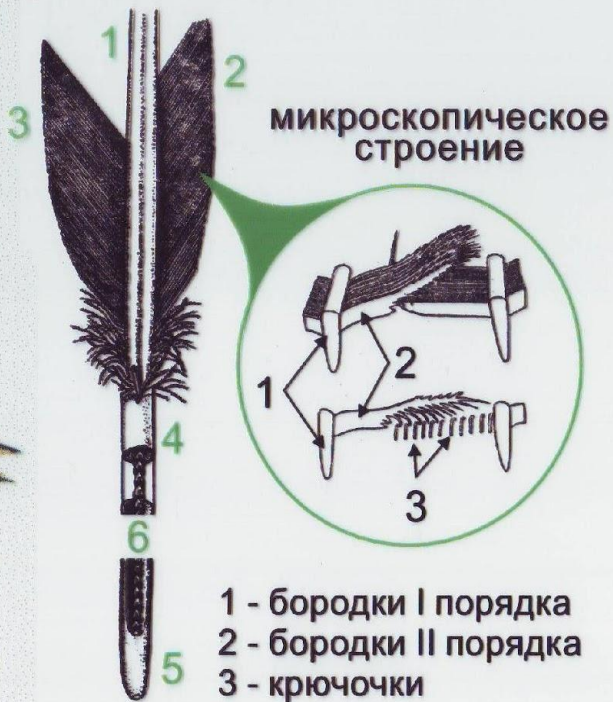 1
2
3
микроскопическое
строение
1
2
3
4
6
5
1 - бородки I порядка
2 - бородки II порядка
3 - крючочки